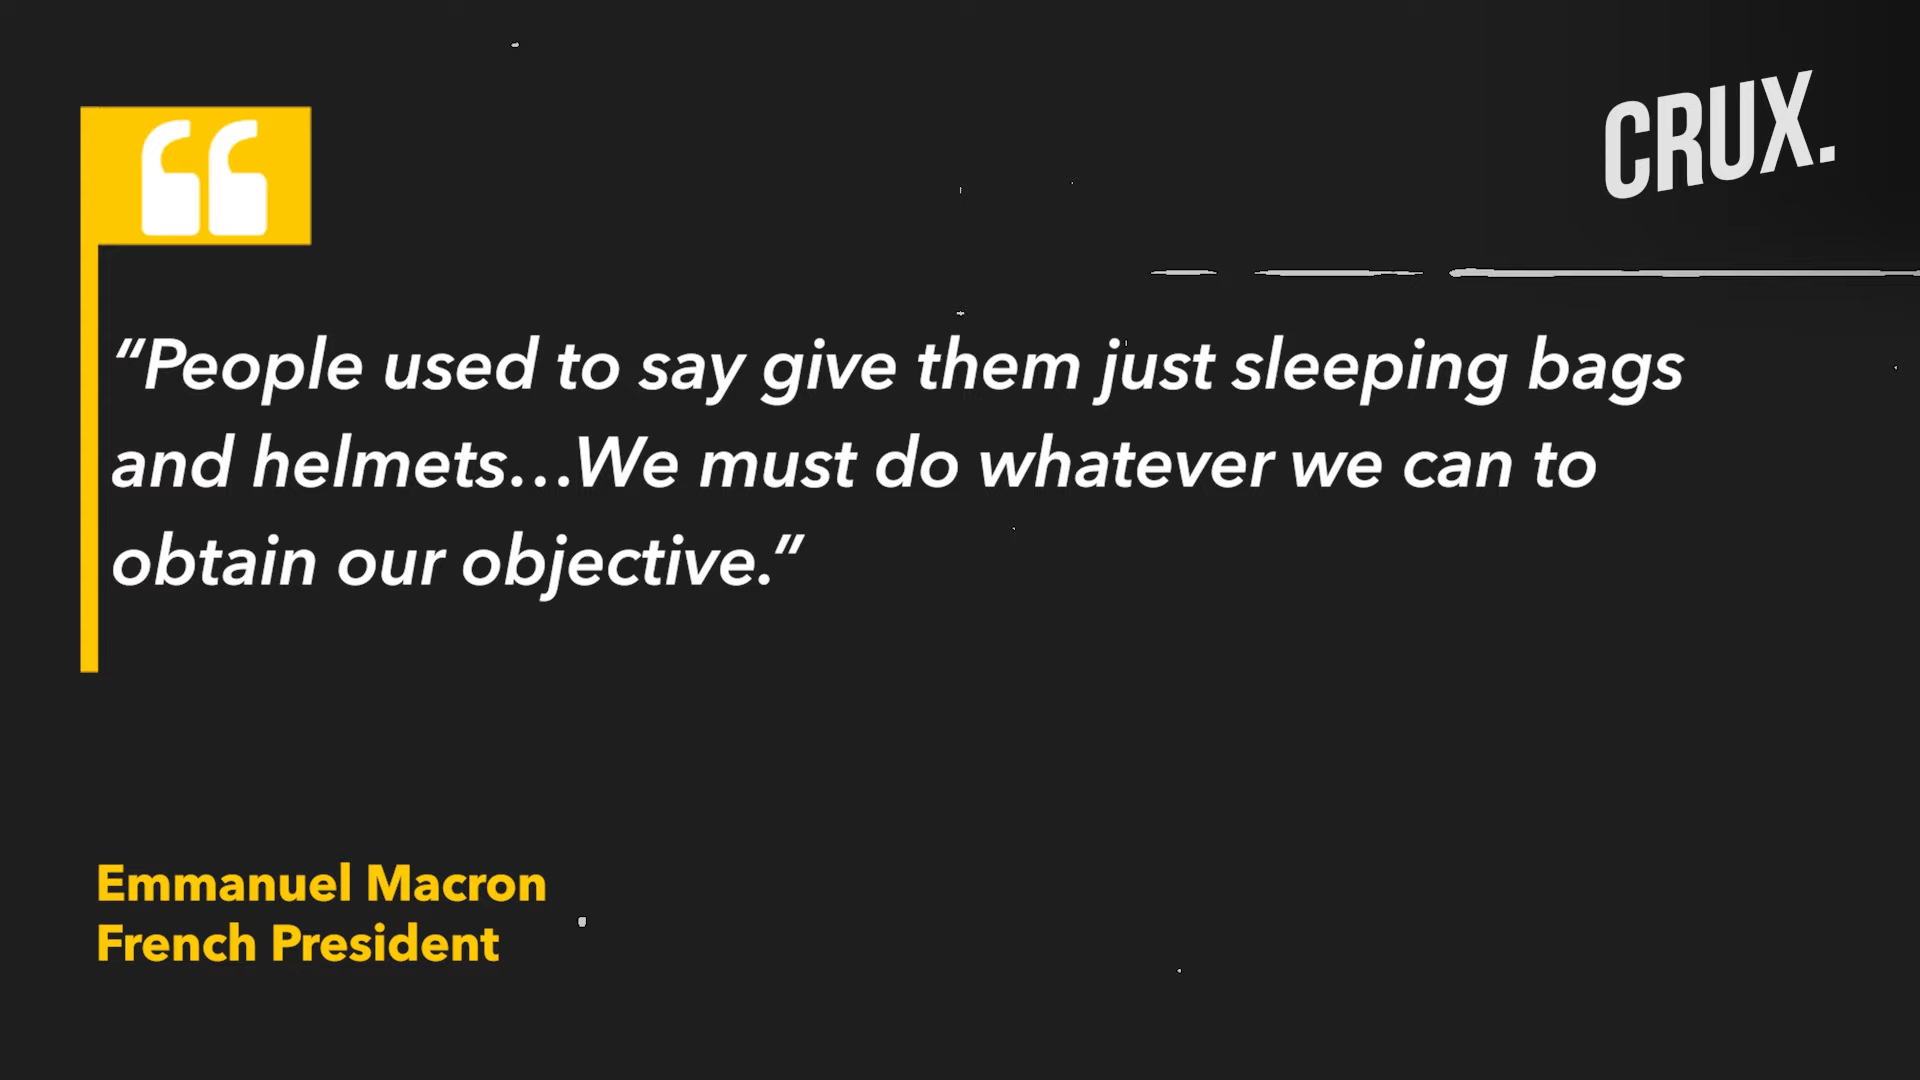 CRUX.
“People used to say give them just sleeping bags
and helmets...We must do whatever we can to
obtain our objective.”
Emmanuel Macron
French President